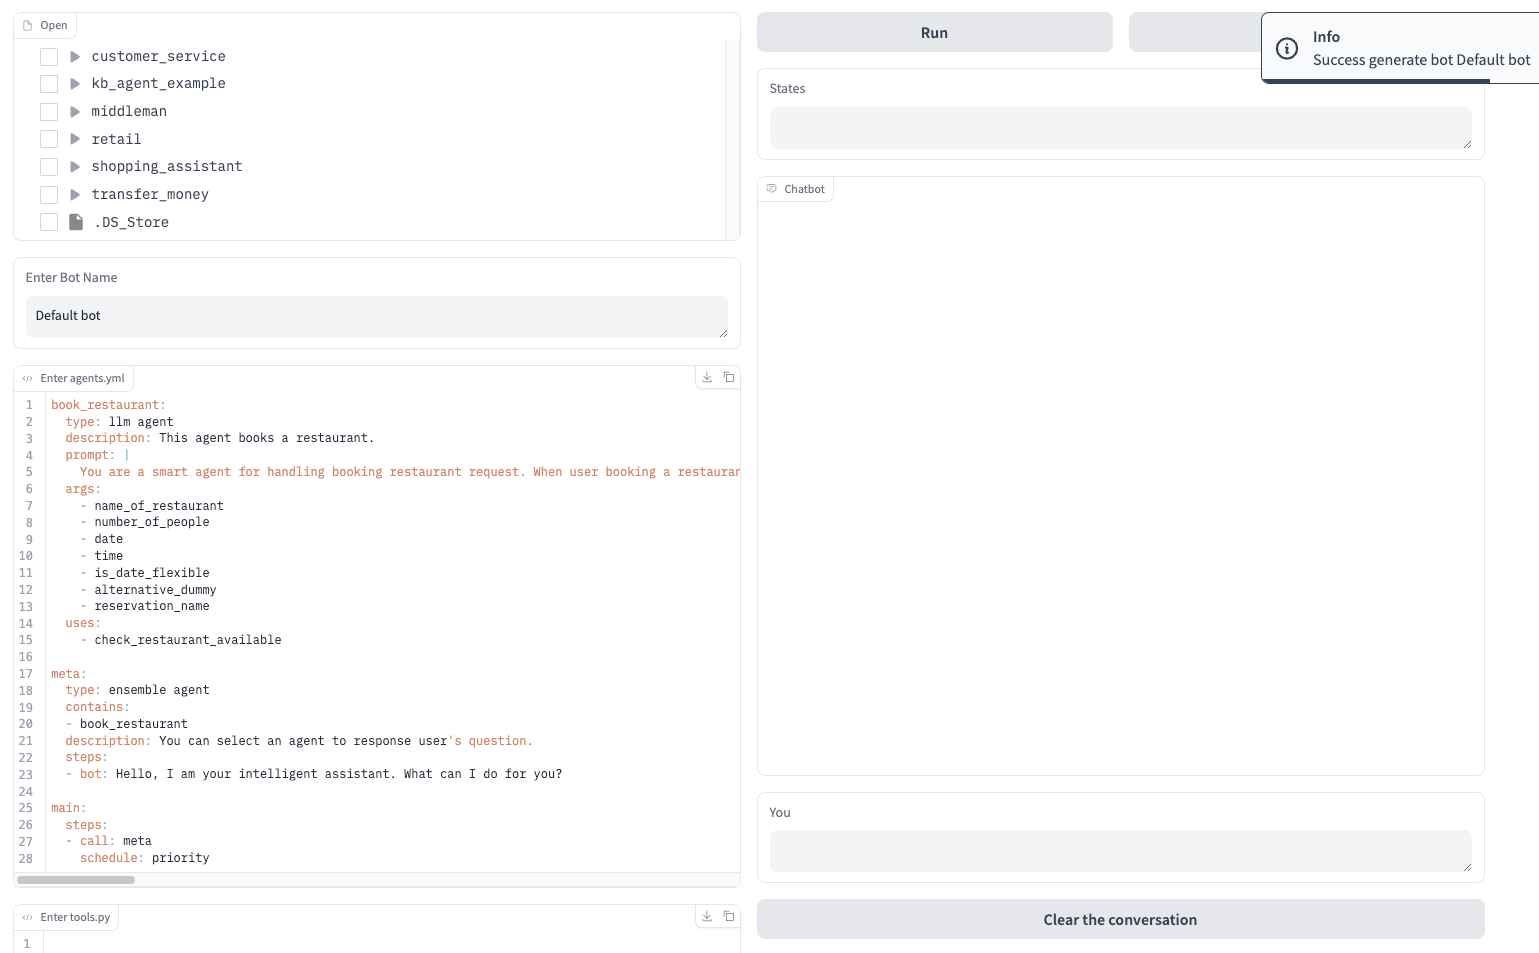 Open
customer_service
kb_agent_example
middleman
retail
shopping_assistant
transfer_money
.DS_Store
Enter Bot Name
Default bot
Enter agents.yml
1 book_restaurant:
2 type: llm agent
3 description: This agent books a restaurant.
4 prompt: |
5 You are a smart agent for handling booking restaurant request. When user booking a restauran
6 args:
7 - name_of_restaurant
8 - number_of_people
9 - date
10 - time
11 - is_date_flexible
12 - alternative_dummy
13 - reservation_name
14 uses:
15 - check_restaurant_available
16
17 meta:
18 type: ensemble agent
19 contains:
20 - book_restaurant
21 description: You can select an agent to response user's question.
22 steps:
23 - bot: Hello, I am your intelligent assistant. What can I do for you?
24
25 main:
26 steps:
27 - call: meta
28 schedule: priority
Enter tools.py
1
Run
Info
Success generate bot Default bot
States
Chatbot
You
Clear the conversation